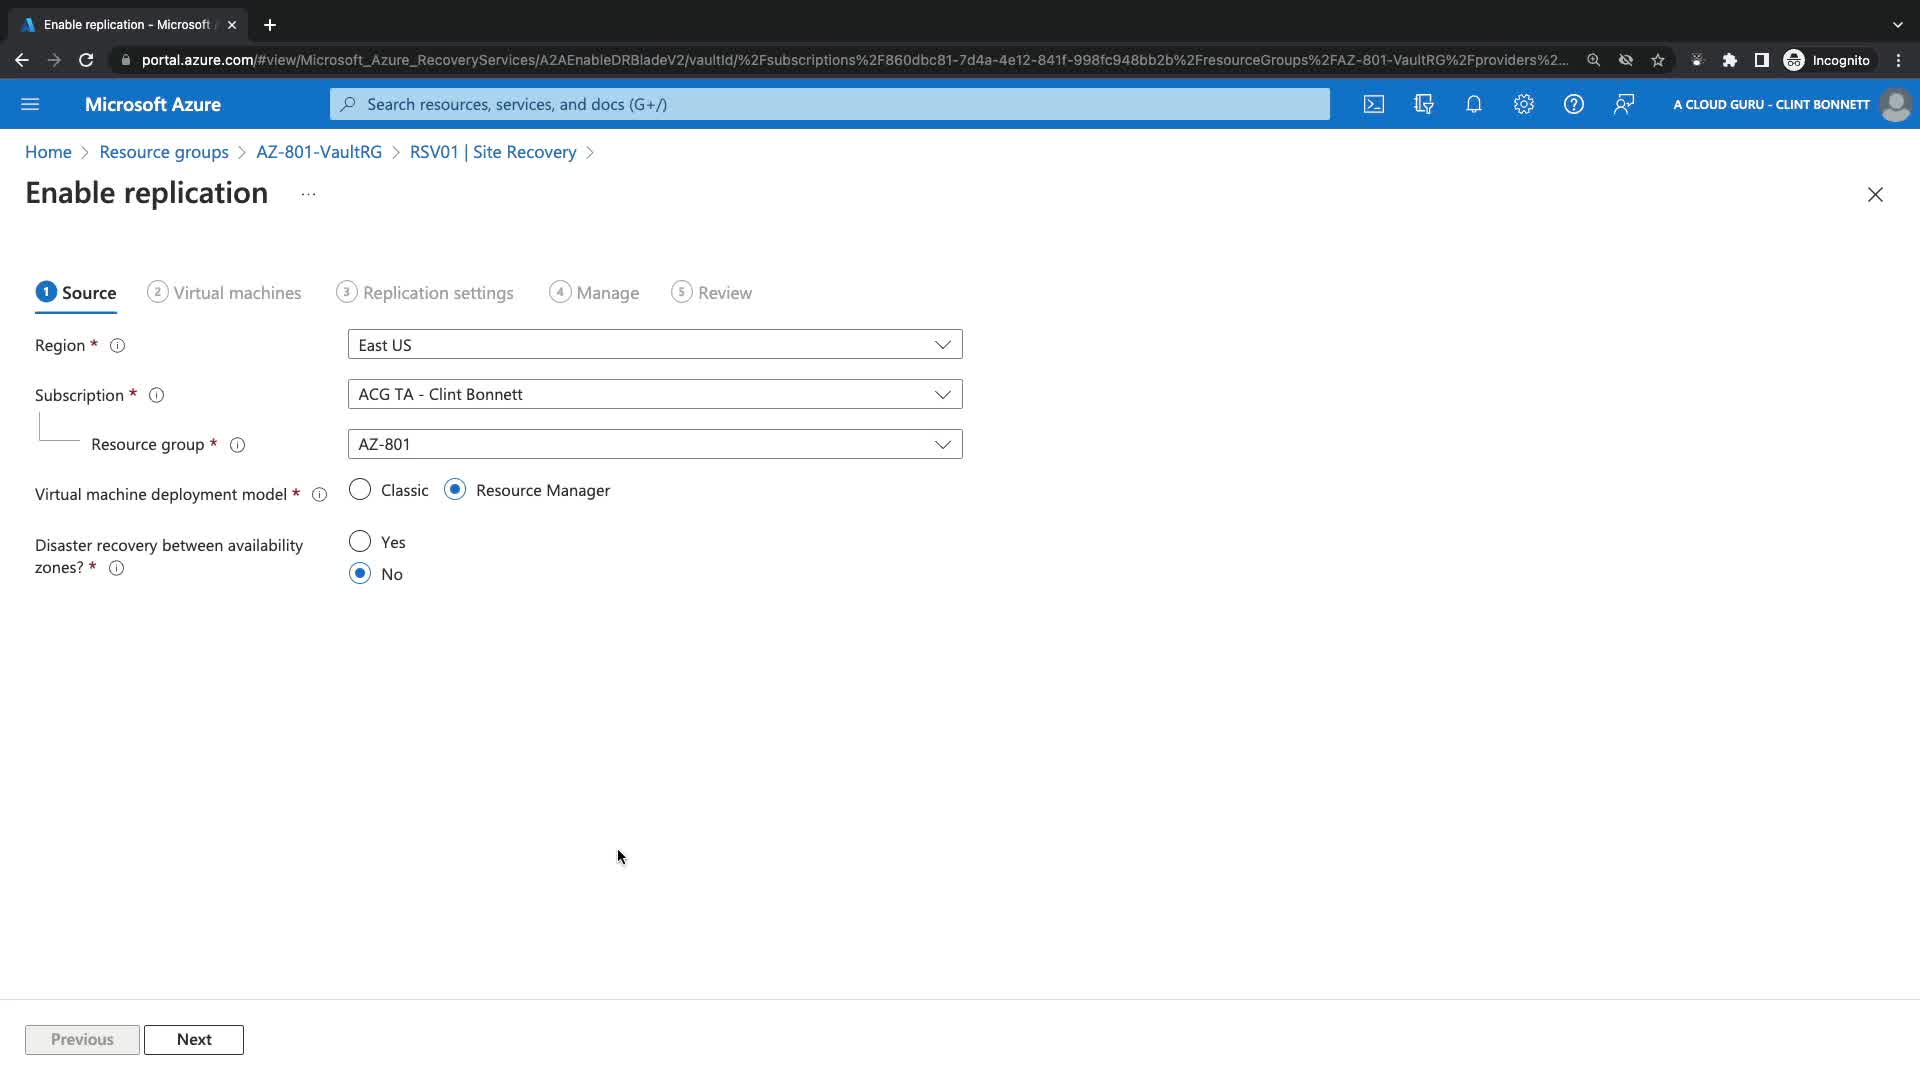 Enable replication - Microsoft
portal.azure.com/#view/Microsoft_Azure_RecoveryServices/A2AEnableDRBladeV2/vaultId/%2Fsubscriptions%2F860dbc81-7d4a-4e12-841f-998fc948bb2b%2FresourceGroups%2FAZ-801-VaultRG%2Fproviders%2...
Incognito
Microsoft Azure
Search resources, services, and docs (G+/)
A CLOUD GURU - CLINT BONNETT
Home > Resource groups > AZ-801-VaultRG > RSV01 | Site Recovery >
Enable replication ...
1 Source 2 Virtual machines 3 Replication settings 4 Manage 5 Review
Region * East US
Subscription * ACG TA - Clint Bonnett
Resource group * AZ-801
Virtual machine deployment model * Classic Resource Manager
Disaster recovery between availability
zones? *
Yes
No
Previous Next